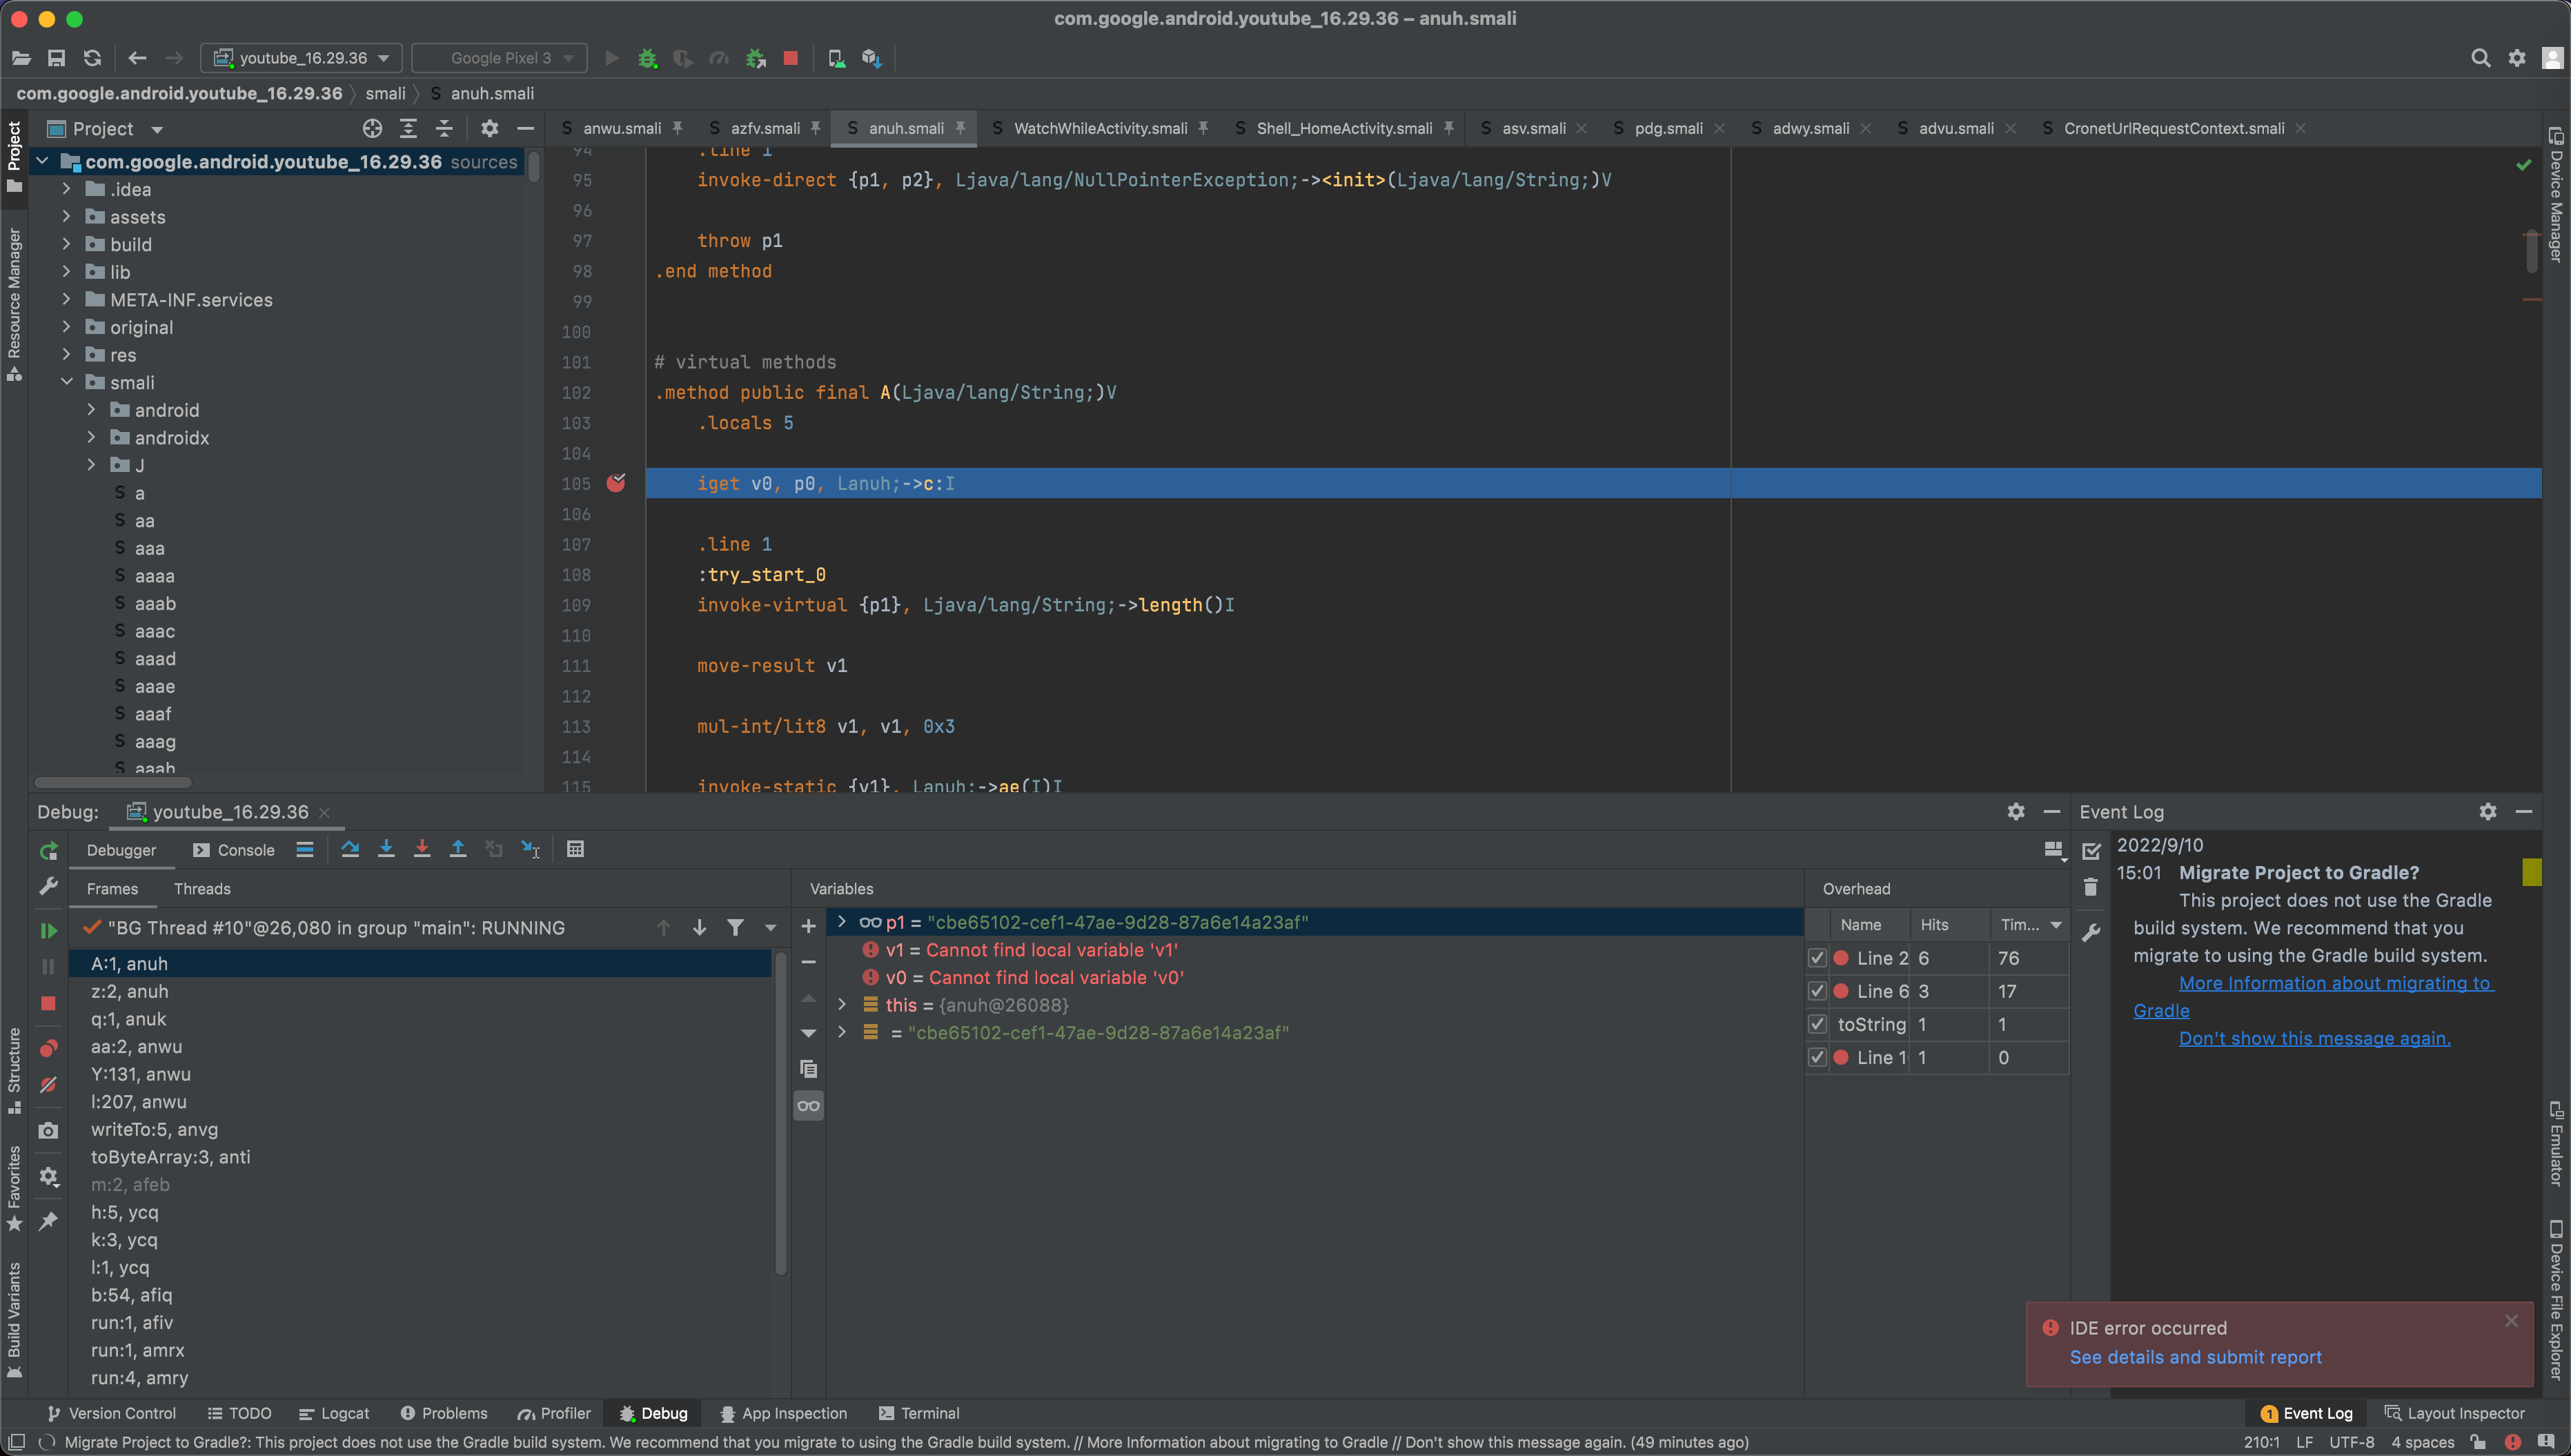 com.google.android.youtube_16.29.36 – anuh.smali
youtube_16.29.36
Google Pixel 3
com.google.android.youtube_16.29.36 smali anuh.smali
Project
Project
Resource Manager
Structure
Favorites
Build Variants
com.google.android.youtube_16.29.36 sources
.idea
assets
build
lib
META-INF.services
original
res
smali
android
androidx
J
a
aa
aaa
aaaa
aaab
aaac
aaad
aaae
aaaf
aaag
aaah
anwu.smali azfv.smali anuh.smali WatchWhileActivity.smali Shell_HomeActivity.smali asv.smali pdg.smali adwy.smali advu.smali CronetUrlRequestContext.smali
94 .line 1
95 invoke-direct {p1, p2}, Ljava/lang/NullPointerException;-><init>(Ljava/lang/String;)V
96
97 throw p1
98 .end method
99
100
101 # virtual methods
102 .method public final A(Ljava/lang/String;)V
103 .locals 5
104
105 iget v0, p0, Lanuh;->c:I
106
107 .line 1
108 :try_start_0
109 invoke-virtual {p1}, Ljava/lang/String;->length()I
110
111 move-result v1
112
113 mul-int/lit8 v1, v1, 0x3
114
115 invoke-static {v1}, Lanuh;->ae(I)I
Device Manager
Emulator
Device File Explorer
Debug: youtube_16.29.36
Debugger Console
Frames Threads
"BG Thread #10"@26,080 in group "main": RUNNING
A:1, anuh
z:2, anuh
q:1, anuk
aa:2, anwu
Y:131, anwu
l:207, anwu
writeTo:5, anvg
toByteArray:3, anti
m:2, afeb
h:5, ycq
k:3, ycq
l:1, ycq
b:54, afiq
run:1, afiv
run:1, amrx
run:4, amry
Variables
p1 = "cbe65102-cef1-47ae-9d28-87a6e14a23af"
v1 = Cannot find local variable 'v1'
v0 = Cannot find local variable 'v0'
this = {anuh@26088}
= "cbe65102-cef1-47ae-9d28-87a6e14a23af"
Overhead
Name Hits Tim...
Line 2 6 76
Line 6 3 17
toString 1 1
Line 1 1 0
Event Log
2022/9/10
15:01 Migrate Project to Gradle?
This project does not use the Gradle
build system. We recommend that you
migrate to using the Gradle build system.
More Information about migrating to
Gradle
Don't show this message again.
IDE error occurred
See details and submit report
Version Control TODO Logcat Problems Profiler Debug App Inspection Terminal 1 Event Log Layout Inspector
Migrate Project to Gradle?: This project does not use the Gradle build system. We recommend that you migrate to using the Gradle build system. // More Information about migrating to Gradle // Don't show this message again. (49 minutes ago) 210:1 LF UTF-8 4 spaces